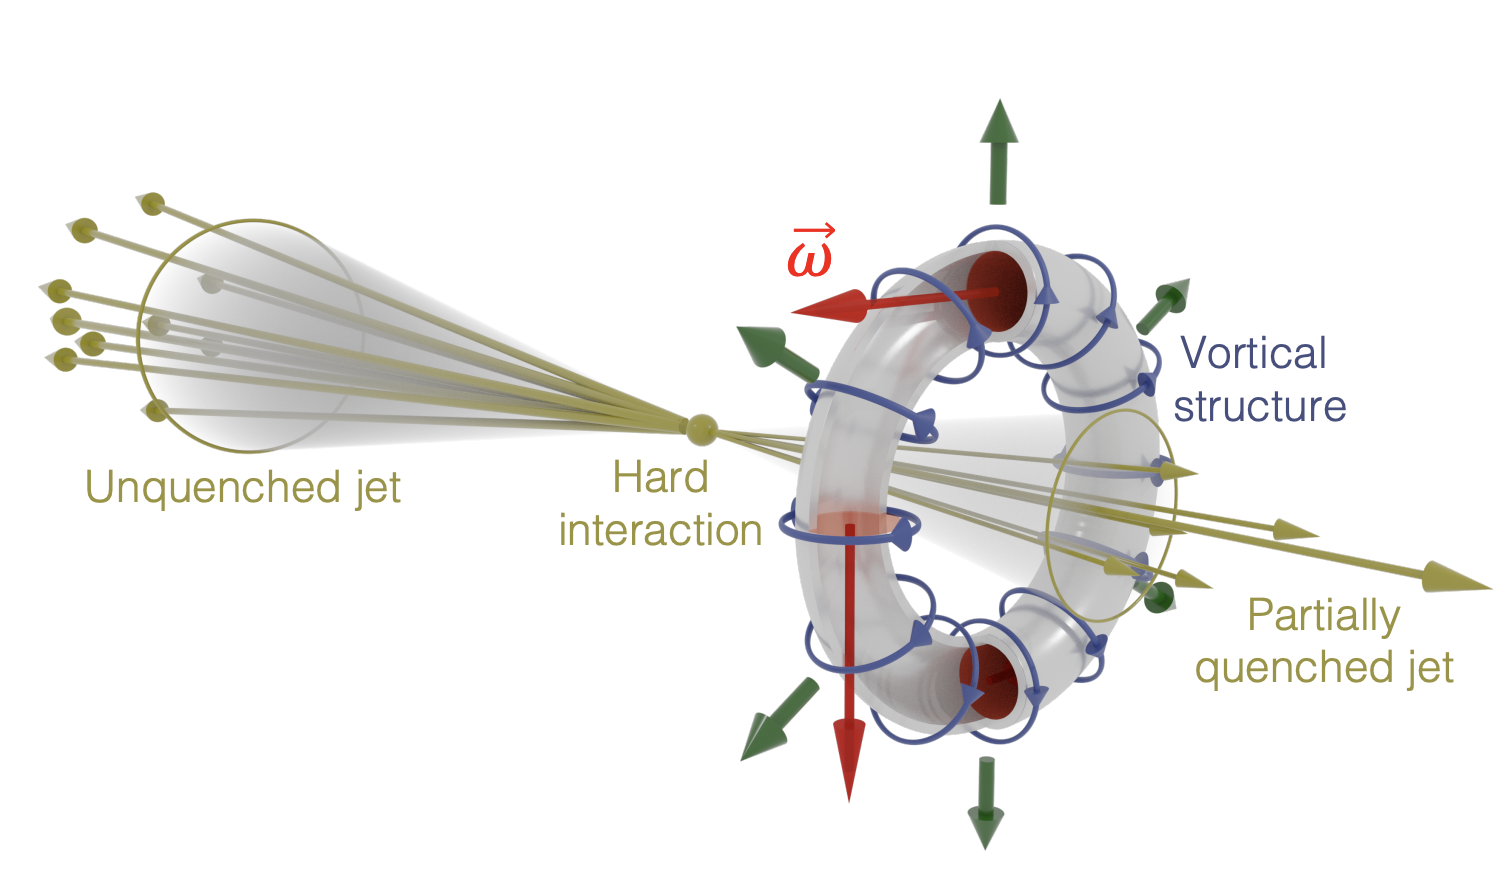 ω⃗
Vortical
structure
Unquenched jet
Hard
interaction
Partially
quenched jet